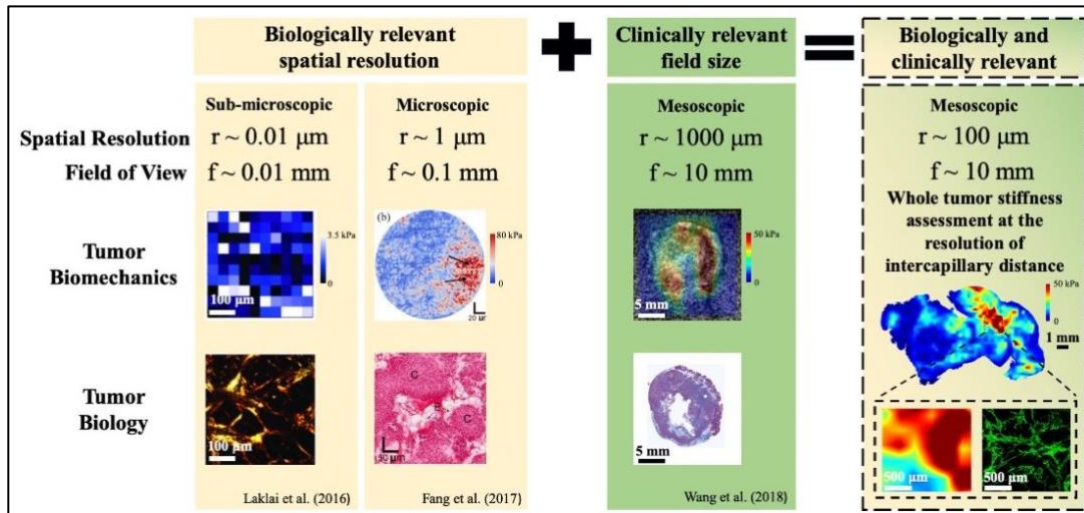 Biologically relevant
spatial resolution
Clinically relevant
field size
Biologically and
clinically relevant
Sub-microscopic
Microscopic
Mesoscopic
Mesoscopic
Spatial Resolution
r ~ 0.01 μm
r ~ 1 μm
r ~ 1000 μm
r ~ 100 μm
Field of View
f ~ 0.01 mm
f ~ 0.1 mm
f ~ 10 mm
f ~ 10 mm
Whole tumor stiffness
assessment at the
resolution of
intercapillary distance
Tumor
Biomechanics
3.5 kPa
0
100 μm
(b)
80 kPa
0
20 μm
50 kPa
0
5 mm
50 kPa
0
1 mm
Tumor
Biology
100 μm
C
C
50 μm
5 mm
500 μm
500 μm
Laklai et al. (2016)
Fang et al. (2017)
Wang et al. (2018)